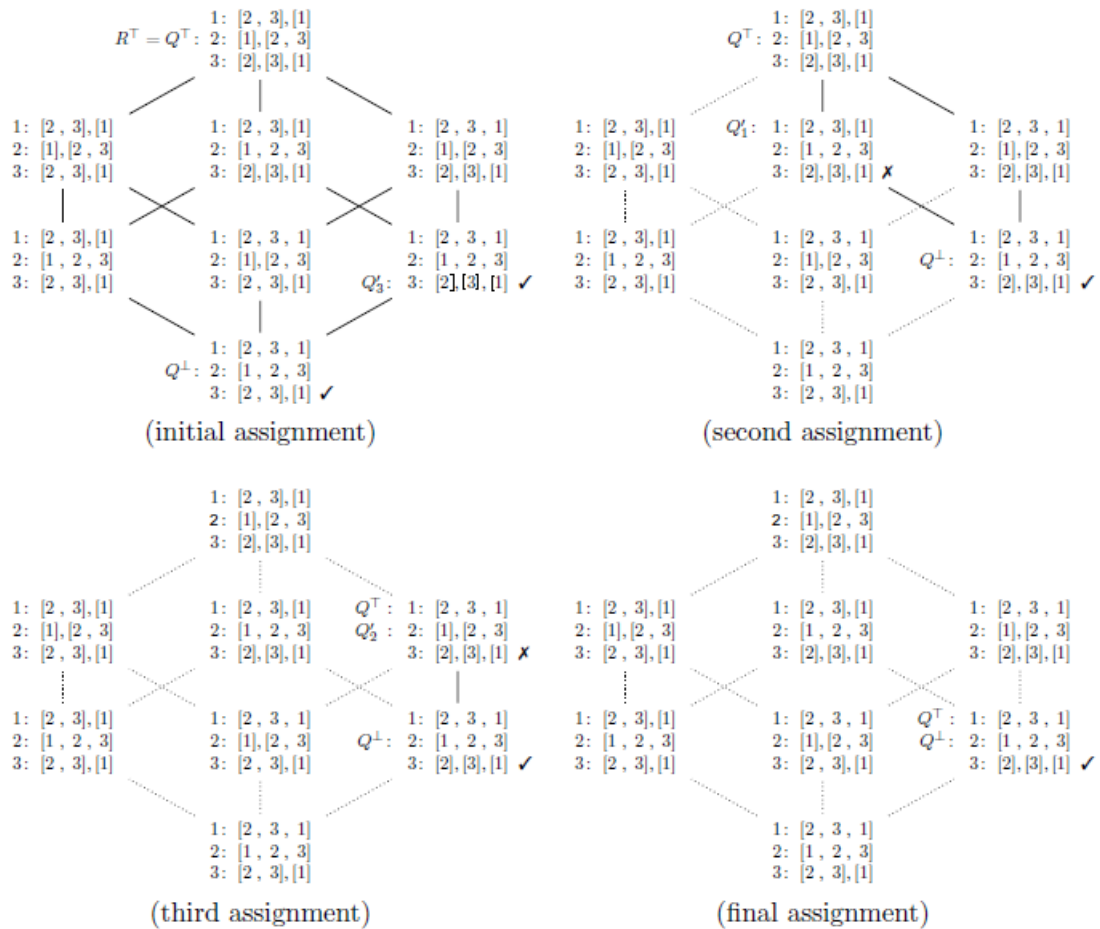 1: [2 , 3],[1]
R⊤ = Q⊤: 2: [1],[2 , 3]
3: [2],[3],[1]
1: [2 , 3],[1]
2: [1],[2 , 3]
3: [2 , 3],[1]
1: [2 , 3],[1]
2: [1 , 2 , 3]
3: [2],[3],[1]
1: [2 , 3 , 1]
2: [1],[2 , 3]
3: [2],[3],[1]
1: [2 , 3],[1]
2: [1 , 2 , 3]
3: [2 , 3],[1]
1: [2 , 3 , 1]
2: [1],[2 , 3]
3: [2 , 3],[1]
1: [2 , 3 , 1]
2: [1 , 2 , 3]
Q′3: 3: [2],[3],[1] ✓
1: [2 , 3 , 1]
Q⊥: 2: [1 , 2 , 3]
3: [2 , 3],[1] ✓
(initial assignment)
1: [2 , 3],[1]
Q⊤: 2: [1],[2 , 3]
3: [2],[3],[1]
1: [2 , 3],[1]
2: [1],[2 , 3]
3: [2 , 3],[1]
Q′1: 1: [2 , 3],[1]
2: [1 , 2 , 3]
3: [2],[3],[1] ✗
1: [2 , 3 , 1]
2: [1],[2 , 3]
3: [2],[3],[1]
1: [2 , 3],[1]
2: [1 , 2 , 3]
3: [2 , 3],[1]
1: [2 , 3 , 1]
2: [1],[2 , 3]
3: [2 , 3],[1]
1: [2 , 3 , 1]
Q⊥: 2: [1 , 2 , 3]
3: [2],[3],[1] ✓
1: [2 , 3 , 1]
2: [1 , 2 , 3]
3: [2 , 3],[1]
(second assignment)
1: [2 , 3],[1]
2: [1],[2 , 3]
3: [2],[3],[1]
1: [2 , 3],[1]
2: [1],[2 , 3]
3: [2 , 3],[1]
1: [2 , 3],[1]
2: [1 , 2 , 3]
3: [2],[3],[1]
Q⊤: 1: [2 , 3 , 1]
Q′2: 2: [1],[2 , 3]
3: [2],[3],[1] ✗
1: [2 , 3],[1]
2: [1 , 2 , 3]
3: [2 , 3],[1]
1: [2 , 3 , 1]
2: [1],[2 , 3]
3: [2 , 3],[1]
1: [2 , 3 , 1]
Q⊥: 2: [1 , 2 , 3]
3: [2],[3],[1] ✓
1: [2 , 3 , 1]
2: [1 , 2 , 3]
3: [2 , 3],[1]
(third assignment)
1: [2 , 3],[1]
2: [1],[2 , 3]
3: [2],[3],[1]
1: [2 , 3],[1]
2: [1],[2 , 3]
3: [2 , 3],[1]
1: [2 , 3],[1]
2: [1 , 2 , 3]
3: [2],[3],[1]
1: [2 , 3 , 1]
2: [1],[2 , 3]
3: [2],[3],[1]
1: [2 , 3],[1]
2: [1 , 2 , 3]
3: [2 , 3],[1]
1: [2 , 3 , 1]
2: [1],[2 , 3]
3: [2 , 3],[1]
Q⊤: 1: [2 , 3 , 1]
Q⊥: 2: [1 , 2 , 3]
3: [2],[3],[1] ✓
1: [2 , 3 , 1]
2: [1 , 2 , 3]
3: [2 , 3],[1]
(final assignment)